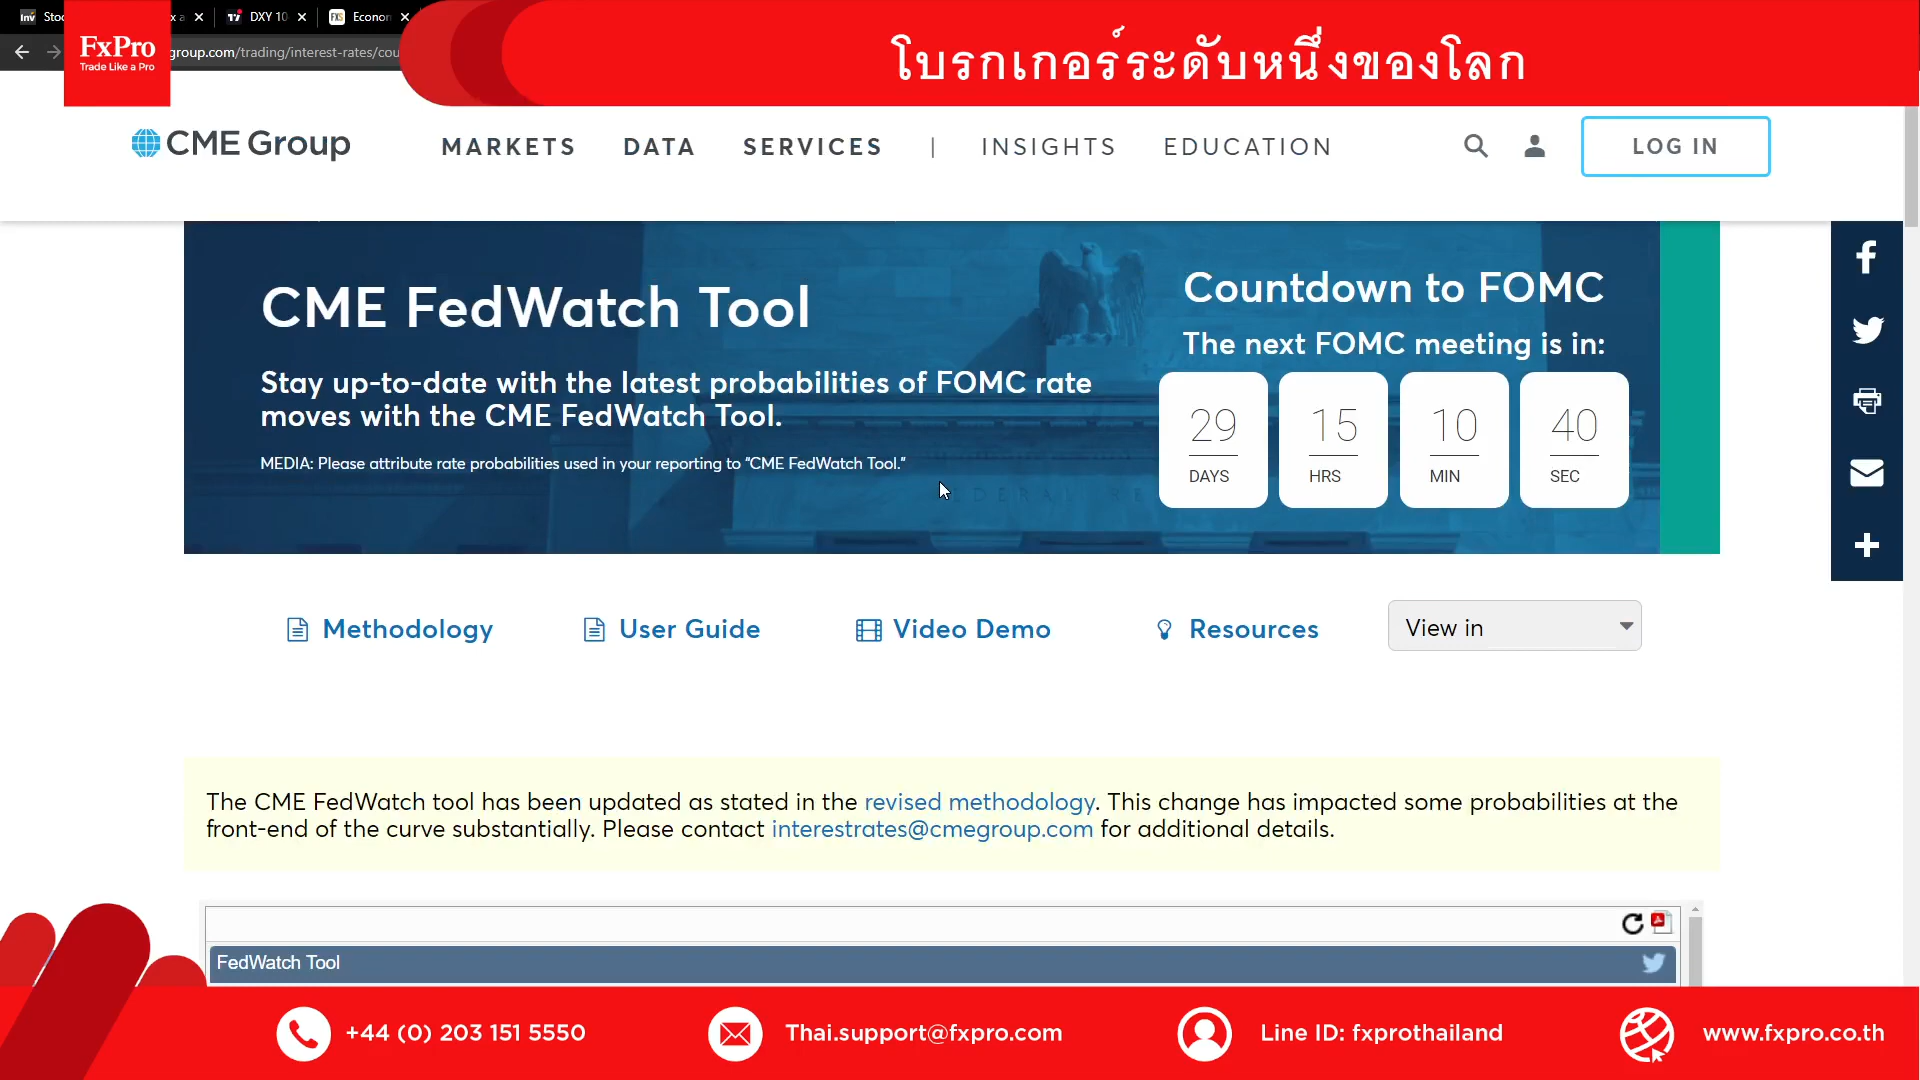 Stoc
x a
DXY 10
Econor
FxPro
Trade Like a Pro
group.com/trading/interest-rates/cou
โบรกเกอร์ระดับหนึ่งของโลก
CME Group
MARKETS
DATA
SERVICES
|
INSIGHTS
EDUCATION
LOG IN
CME FedWatch Tool
Stay up-to-date with the latest probabilities of FOMC rate
moves with the CME FedWatch Tool.
MEDIA: Please attribute rate probabilities used in your reporting to “CME FedWatch Tool.”
Countdown to FOMC
The next FOMC meeting is in:
29 15 10 40
DAYS HRS MIN SEC
Methodology
User Guide
Video Demo
Resources
View in
The CME FedWatch tool has been updated as stated in the revised methodology. This change has impacted some probabilities at the
front-end of the curve substantially. Please contact interestrates@cmegroup.com for additional details.
FedWatch Tool
+44 (0) 203 151 5550
Thai.support@fxpro.com
Line ID: fxprothailand
www.fxpro.co.th